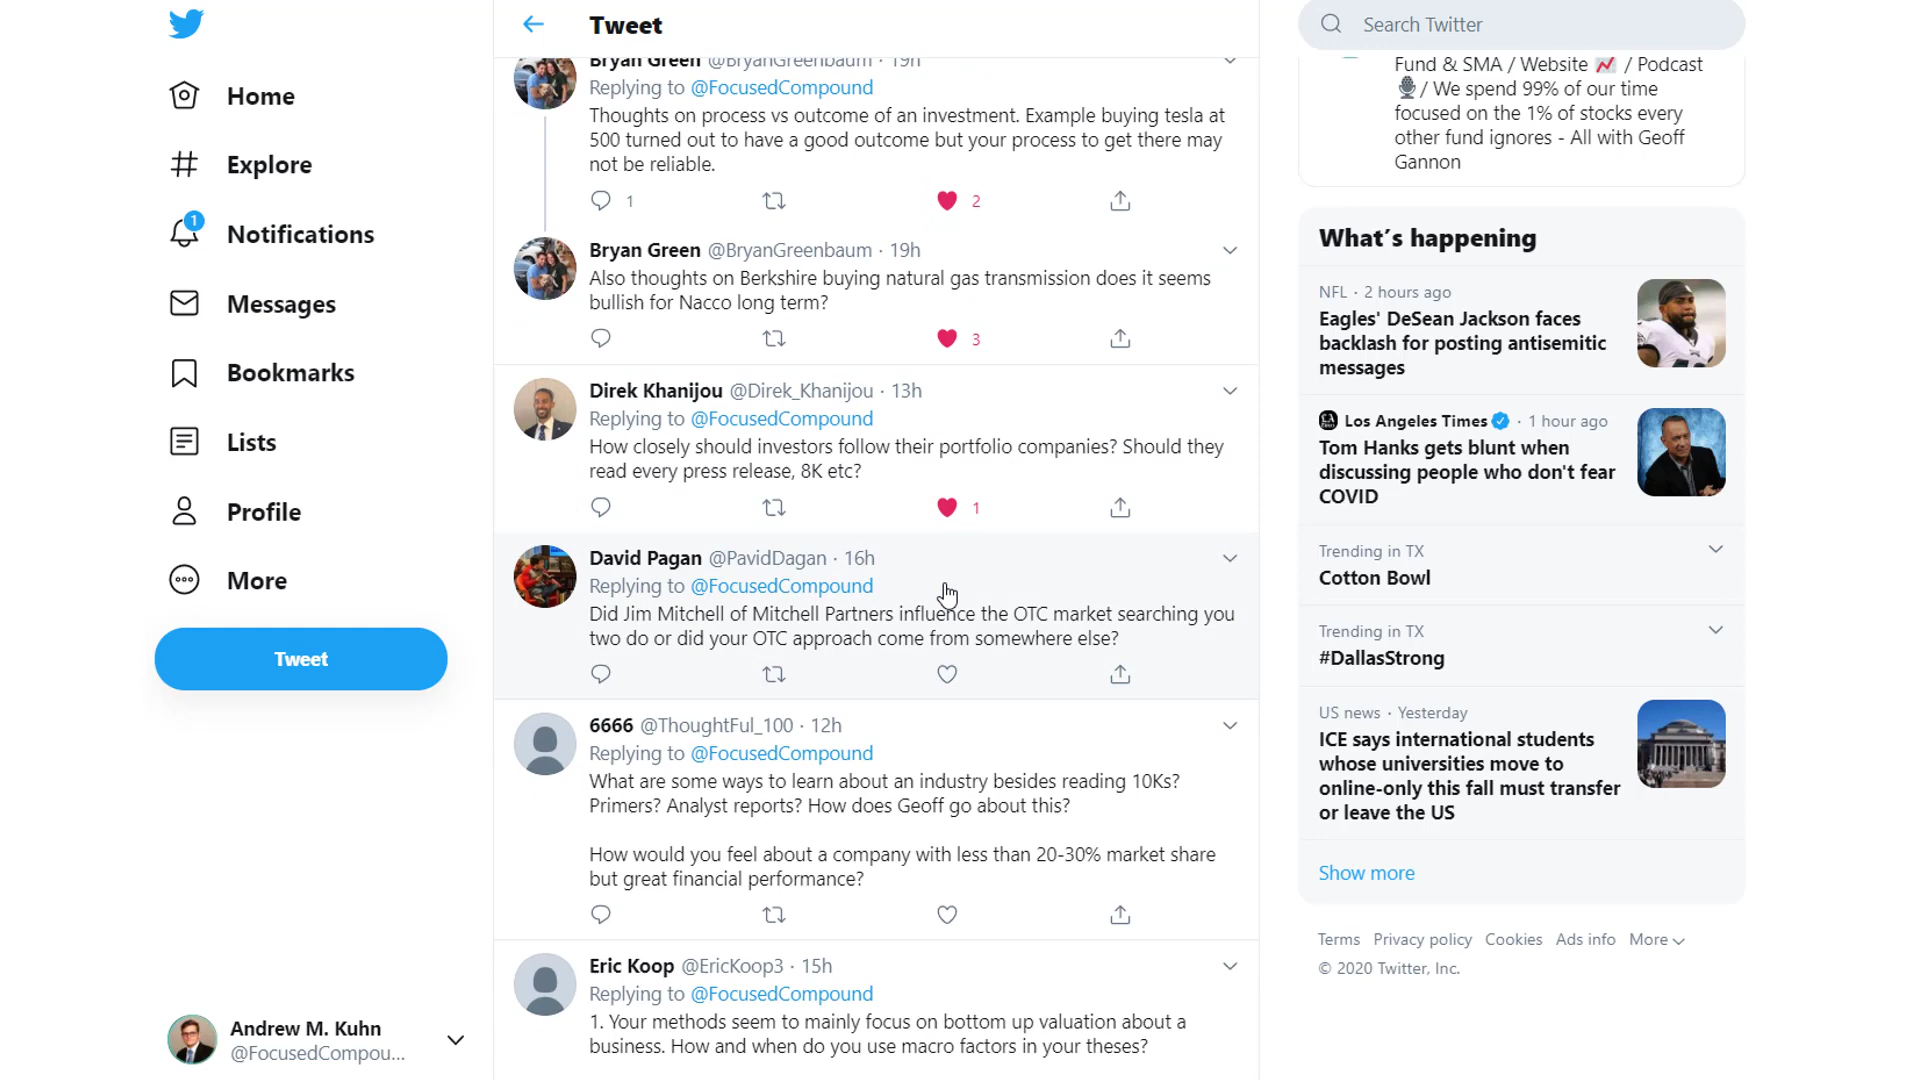 Home
Explore
1
Notifications
Messages
Bookmarks
Lists
Profile
More
Tweet
Andrew M. Kuhn
@FocusedCompou...
Tweet
Bryan Green @BryanGreenbaum · 19h
Replying to @FocusedCompound
Thoughts on process vs outcome of an investment. Example buying tesla at
500 turned out to have a good outcome but your process to get there may
not be reliable.
1
2
Bryan Green @BryanGreenbaum · 19h
Also thoughts on Berkshire buying natural gas transmission does it seems
bullish for Nacco long term?
3
Direk Khanijou @Direk_Khanijou · 13h
Replying to @FocusedCompound
How closely should investors follow their portfolio companies? Should they
read every press release, 8K etc?
1
David Pagan @PavidDagan · 16h
Replying to @FocusedCompound
Did Jim Mitchell of Mitchell Partners influence the OTC market searching you
two do or did your OTC approach come from somewhere else?
6666 @ThoughtFul_100 · 12h
Replying to @FocusedCompound
What are some ways to learn about an industry besides reading 10Ks?
Primers? Analyst reports? How does Geoff go about this?
How would you feel about a company with less than 20-30% market share
but great financial performance?
Eric Koop @EricKoop3 · 15h
Replying to @FocusedCompound
1. Your methods seem to mainly focus on bottom up valuation about a
business. How and when do you use macro factors in your theses?
Search Twitter
Fund & SMA / Website 📈 / Podcast
🎙/ We spend 99% of our time
focused on the 1% of stocks every
other fund ignores - All with Geoff
Gannon
What's happening
NFL · 2 hours ago
Eagles' DeSean Jackson faces
backlash for posting antisemitic
messages
Los Angeles Times · 1 hour ago
Tom Hanks gets blunt when
discussing people who don't fear
COVID
Trending in TX
Cotton Bowl
Trending in TX
#DallasStrong
US news · Yesterday
ICE says international students
whose universities move to
online-only this fall must transfer
or leave the US
Show more
Terms Privacy policy Cookies Ads info More
© 2020 Twitter, Inc.